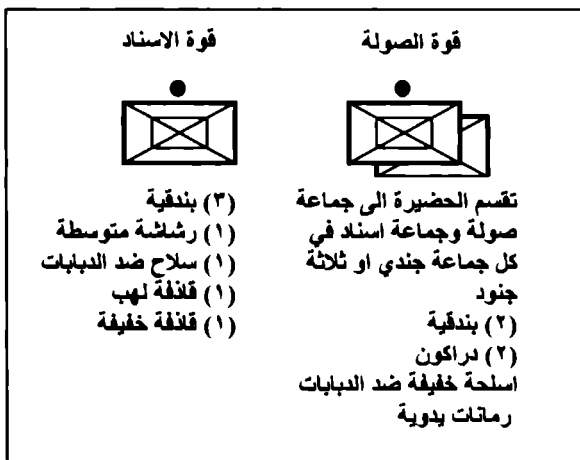 قوة الصولة
تقسم الحضيرة الى جماعة
صولة وجماعة اسناد في
كل جماعة جندي او ثلاثة
جنود
(٢) بندقية
(٢) دراكون
اسلحة خفيفة ضد الدبابات
رمانات يدوية
قوة الاسناد
(٣) بندقية
(١) رشاشة متوسطة
(١) سلاح ضد الدبابات
(١) قاذفة لهب
(١) قاذفة خفيفة